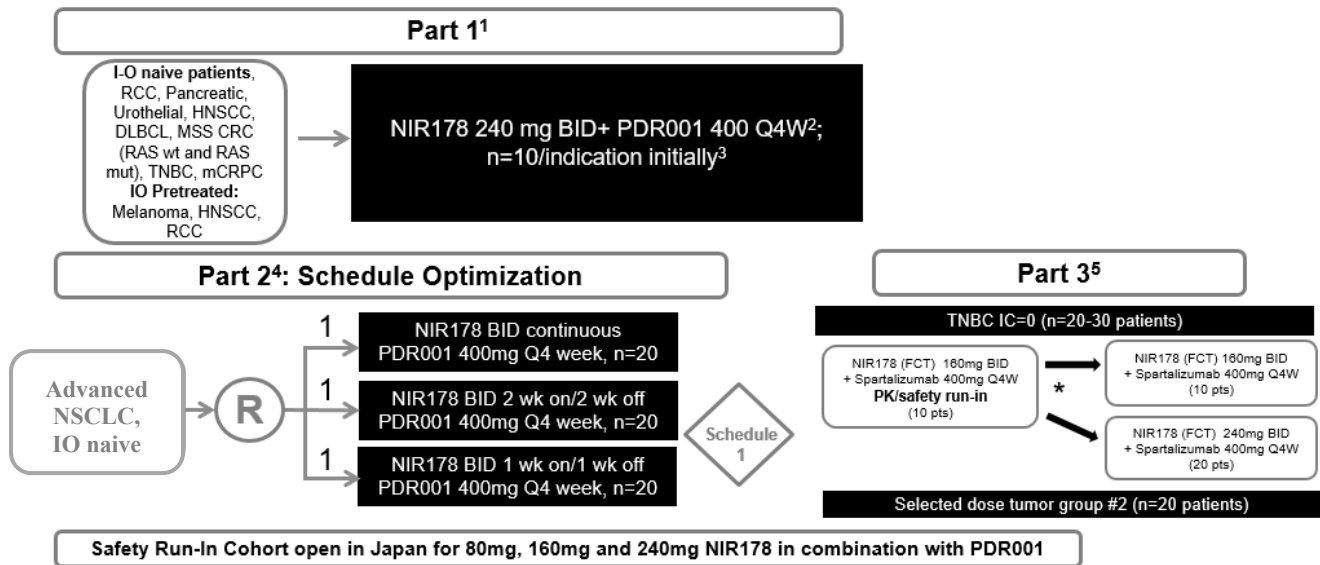 Part 1¹
I-O naive patients,
RCC, Pancreatic,
Urothelial, HNSCC,
DLBCL, MSS CRC
(RAS wt and RAS
mut), TNBC, mCRPC
IO Pretreated:
Melanoma, HNSCC,
RCC
NIR178 240 mg BID+ PDR001 400 Q4W²;
n=10/indication initially³
Part 2⁴: Schedule Optimization
Advanced
NSCLC,
IO naive
R
1
NIR178 BID continuous
PDR001 400mg Q4 week, n=20
1
NIR178 BID 2 wk on/2 wk off
PDR001 400mg Q4 week, n=20
1
NIR178 BID 1 wk on/1 wk off
PDR001 400mg Q4 week, n=20
Schedule
1
Part 3⁵
TNBC IC=0 (n=20-30 patients)
NIR178 (FCT) 160mg BID
+ Spartalizumab 400mg Q4W
PK/safety run-in
(10 pts)
*
NIR178 (FCT) 160mg BID
+ Spartalizumab 400mg Q4W
(10 pts)
NIR178 (FCT) 240mg BID
+ Spartalizumab 400mg Q4W
(20 pts)
Selected dose tumor group #2 (n=20 patients)
Safety Run-In Cohort open in Japan for 80mg, 160mg and 240mg NIR178 in combination with PDR001